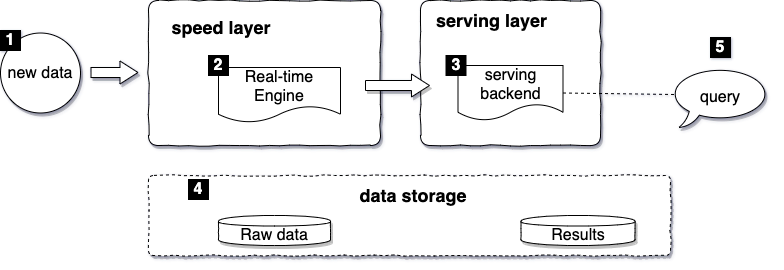 1
new data
speed layer
2
Real-time
Engine
serving layer
3
serving
backend
5
query
4
data storage
Raw data
Results